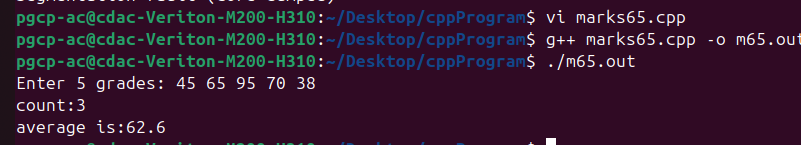 pgcp-ac@cdac-Veriton-M200-H310:~/Desktop/cppProgram$ vi marks65.cpp
pgcp-ac@cdac-Veriton-M200-H310:~/Desktop/cppProgram$ g++ marks65.cpp -o m65.out
pgcp-ac@cdac-Veriton-M200-H310:~/Desktop/cppProgram$ ./m65.out
Enter 5 grades: 45 65 95 70 38
count:3
average is:62.6